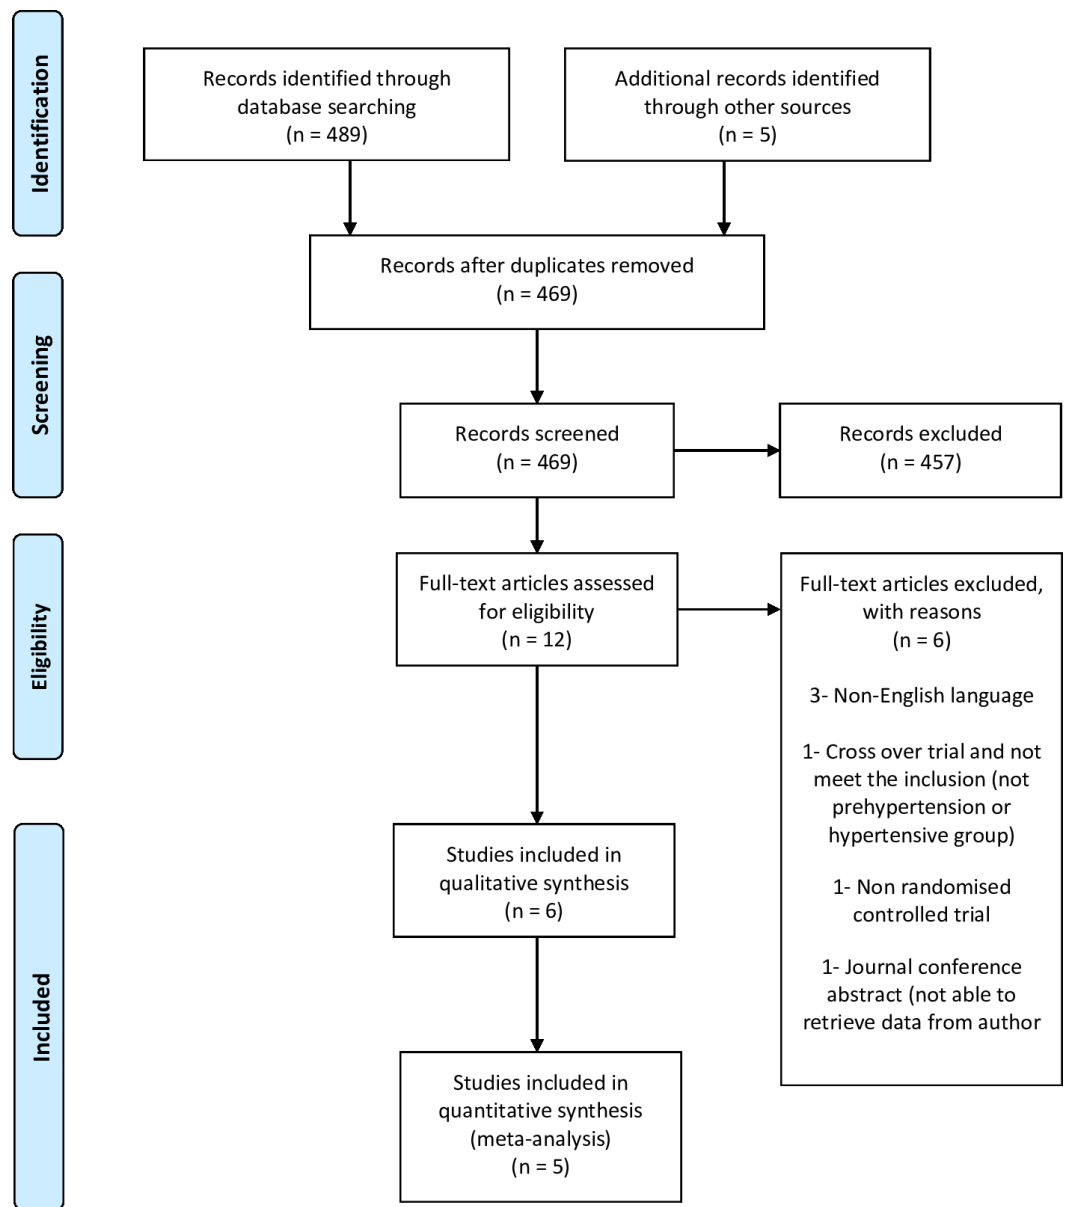 Identification
Records identified through
database searching
(n = 489)
Additional records identified
through other sources
(n = 5)
Records after duplicates removed
(n = 469)
Screening
Records screened
(n = 469)
Records excluded
(n = 457)
Eligibility
Full-text articles assessed
for eligibility
(n = 12)
Full-text articles excluded,
with reasons
(n = 6)
3- Non-English language
1- Cross over trial and not
meet the inclusion (not
prehypertension or
hypertensive group)
1- Non randomised
controlled trial
1- Journal conference
abstract (not able to
retrieve data from author
Included
Studies included in
qualitative synthesis
(n = 6)
Studies included in
quantitative synthesis
(meta-analysis)
(n = 5)